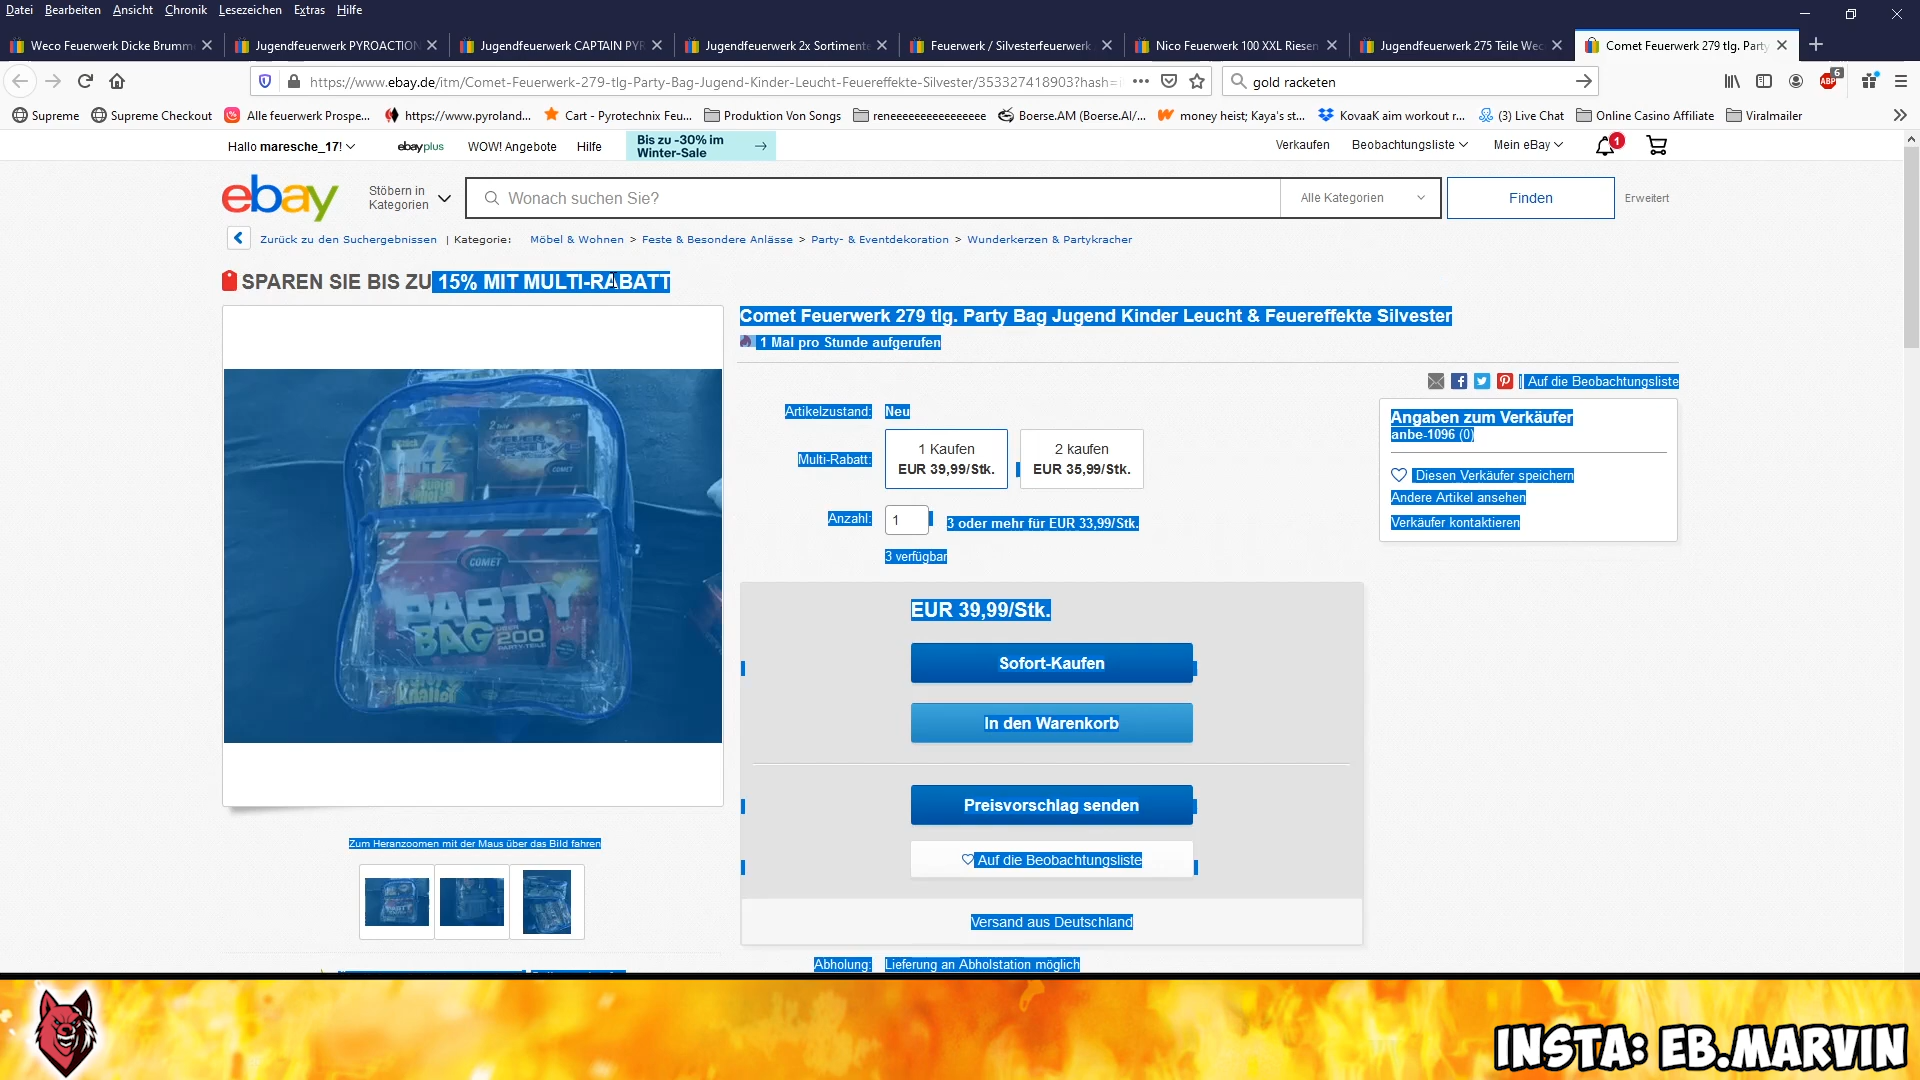 Datei Bearbeiten Ansicht Chronik Lesezeichen Extras Hilfe
Weco Feuerwerk Dicke Brumm Jugendfeuerwerk PYROACTION Jugendfeuerwerk CAPTAIN PYR Jugendfeuerwerk 2x Sortimente Feuerwerk / Silvesterfeuerwerk Nico Feuerwerk 100 XXL Riesen Jugendfeuerwerk 275 Teile Wec Comet Feuerwerk 279 tlg. Party
https://www.ebay.de/itm/Comet-Feuerwerk-279-tlg-Party-Bag-Jugend-Kinder-Leucht-Feuereffekte-Silvester/353327418903?hash= gold racketen ABP 6
Supreme Supreme Checkout Alle feuerwerk Prospe... https://www.pyroland... Cart - Pyrotechnix Feu... Produktion Von Songs reneeeeeeeeeeeeeeee Boerse.AM (Boerse.AI/... money heist; Kaya's st... KovaaK aim workout r... (3) Live Chat Online Casino Affiliate Viralmailer
Hallo maresche_17! ebayplus WOW! Angebote Hilfe Bis zu -30% im Winter-Sale Verkaufen Beobachtungsliste Mein eBay 1
ebay Stöbern in Kategorien Wonach suchen Sie? Alle Kategorien Finden Erweitert
Zurück zu den Suchergebnissen | Kategorie: Möbel & Wohnen > Feste & Besondere Anlässe > Party- & Eventdekoration > Wunderkerzen & Partykracher
SPAREN SIE BIS ZU 15% MIT MULTI-RABATT
Comet Feuerwerk 279 tlg. Party Bag Jugend Kinder Leucht & Feuereffekte Silvester
1 Mal pro Stunde aufgerufen
| Auf die Beobachtungsliste
Artikelzustand: Neu
Multi-Rabatt: 1 Kaufen EUR 39,99/Stk. 2 kaufen EUR 35,99/Stk.
Anzahl: 1 3 oder mehr für EUR 33,99/Stk.
3 verfügbar
Angaben zum Verkäufer
anbe-1096 (0)
Diesen Verkäufer speichern
Andere Artikel ansehen
Verkäufer kontaktieren
COMET
COMET
PARTY
BAG ÜBER 200
PARTY-TEILE
Knaller
EUR 39,99/Stk.
Sofort-Kaufen
In den Warenkorb
Preisvorschlag senden
Auf die Beobachtungsliste
Versand aus Deutschland
Abholung: Lieferung an Abholstation möglich
Zum Heranzoomen mit der Maus über das Bild fahren
INSTA: EB.MARVIN